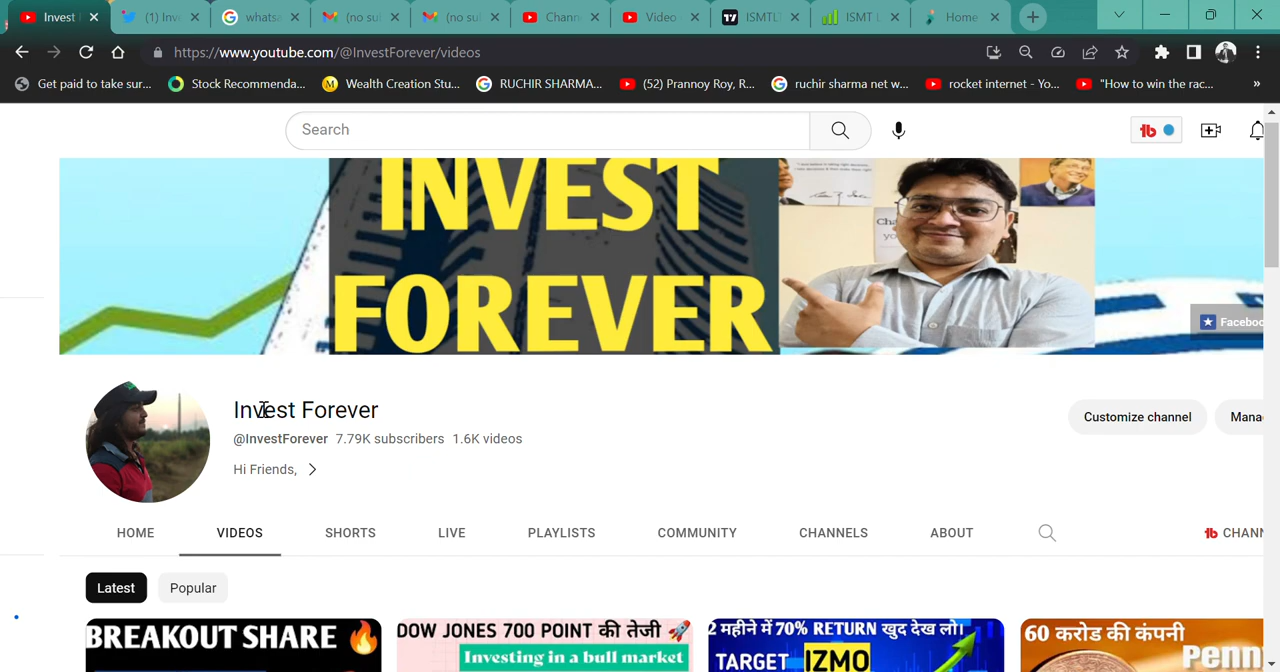 Invest
(1) Inv
whats
(no sul
(no sul
Chann
Video
ISMTL
ISMT
Home
https://www.youtube.com/@InvestForever/videos
Get paid to take sur...
Stock Recommenda...
Wealth Creation Stu...
RUCHIR SHARMA...
(52) Prannoy Roy, R...
ruchir sharma net w...
rocket internet - Yo...
"How to win the rac...
Search
INVEST
FOREVER
Facebo
Invest Forever
@InvestForever 7.79K subscribers 1.6K videos
Hi Friends,
Customize channel
Mana
HOME
VIDEOS
SHORTS
LIVE
PLAYLISTS
COMMUNITY
CHANNELS
ABOUT
CHANN
Latest
Popular
BREAKOUT SHARE
DOW JONES 700 POINT की तेजी
Investing in a bull market
2 महीने में 70% RETURN खुद देख लो।
TARGET IZMO
60 करोड की कंपनी
Penn